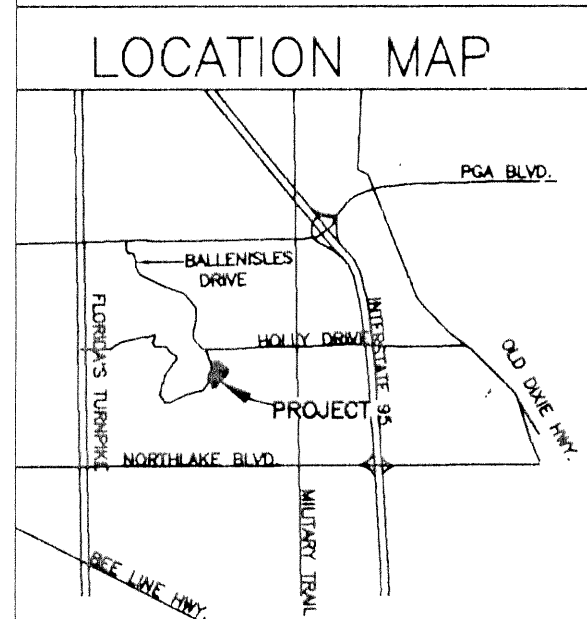 LOCATION MAP
PGA BLVD.
BALLENISLES
DRIVE
FLORIDA'S TURNPIKE
HOLLY DRIVE
INTERSTATE 95
OLD DIXIE HWY.
PROJECT
NORTHLAKE BLVD.
MILITARY TRAIL
BEE LINE HWY.